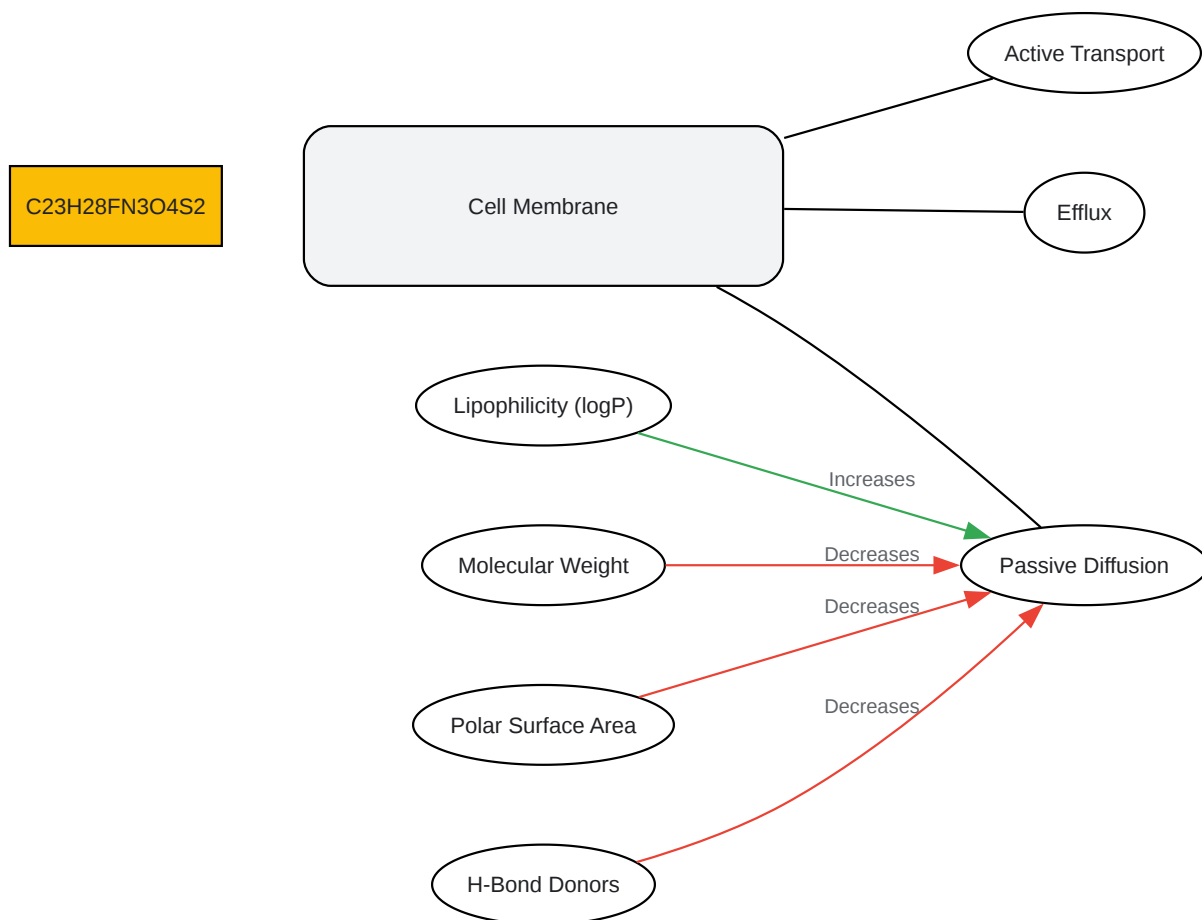 Active Transport
C23H28FN3O4S2
Cell Membrane
Efflux
Lipophilicity (logP)
Increases
Molecular Weight
Decreases
Passive Diffusion
Decreases
Polar Surface Area
Decreases
H-Bond Donors